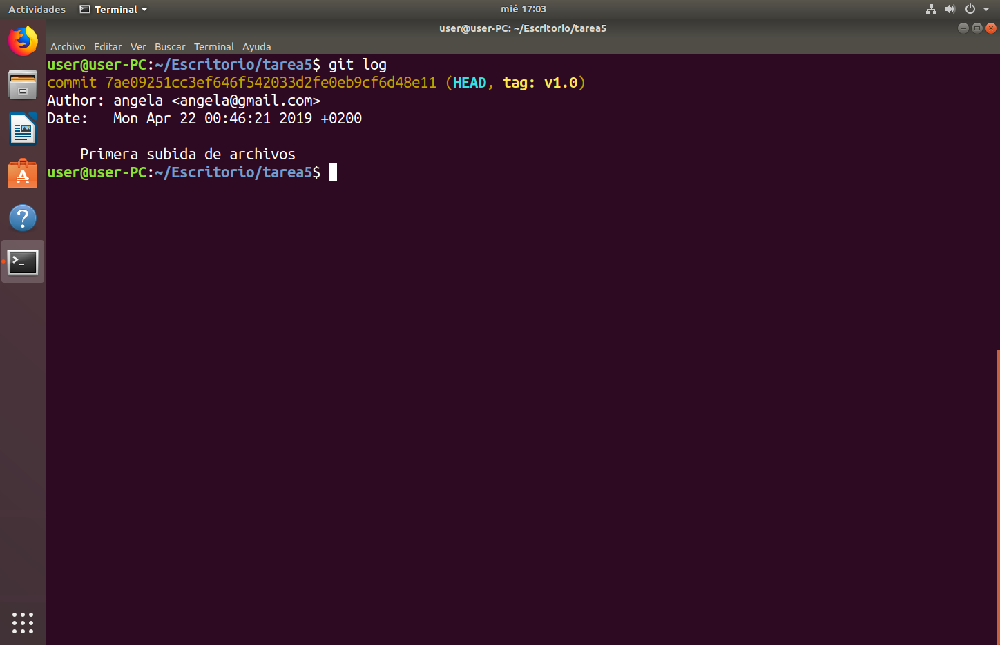 Actividades Terminal mié 17:03
user@user-PC: ~/Escritorio/tarea5
Archivo Editar Ver Buscar Terminal Ayuda
user@user-PC:~/Escritorio/tarea5$ git log
commit 7ae09251cc3ef646f542033d2fe0eb9cf6d48e11 (HEAD, tag: v1.0)
Author: angela <angela@gmail.com>
Date:   Mon Apr 22 00:46:21 2019 +0200
    Primera subida de archivos
user@user-PC:~/Escritorio/tarea5$